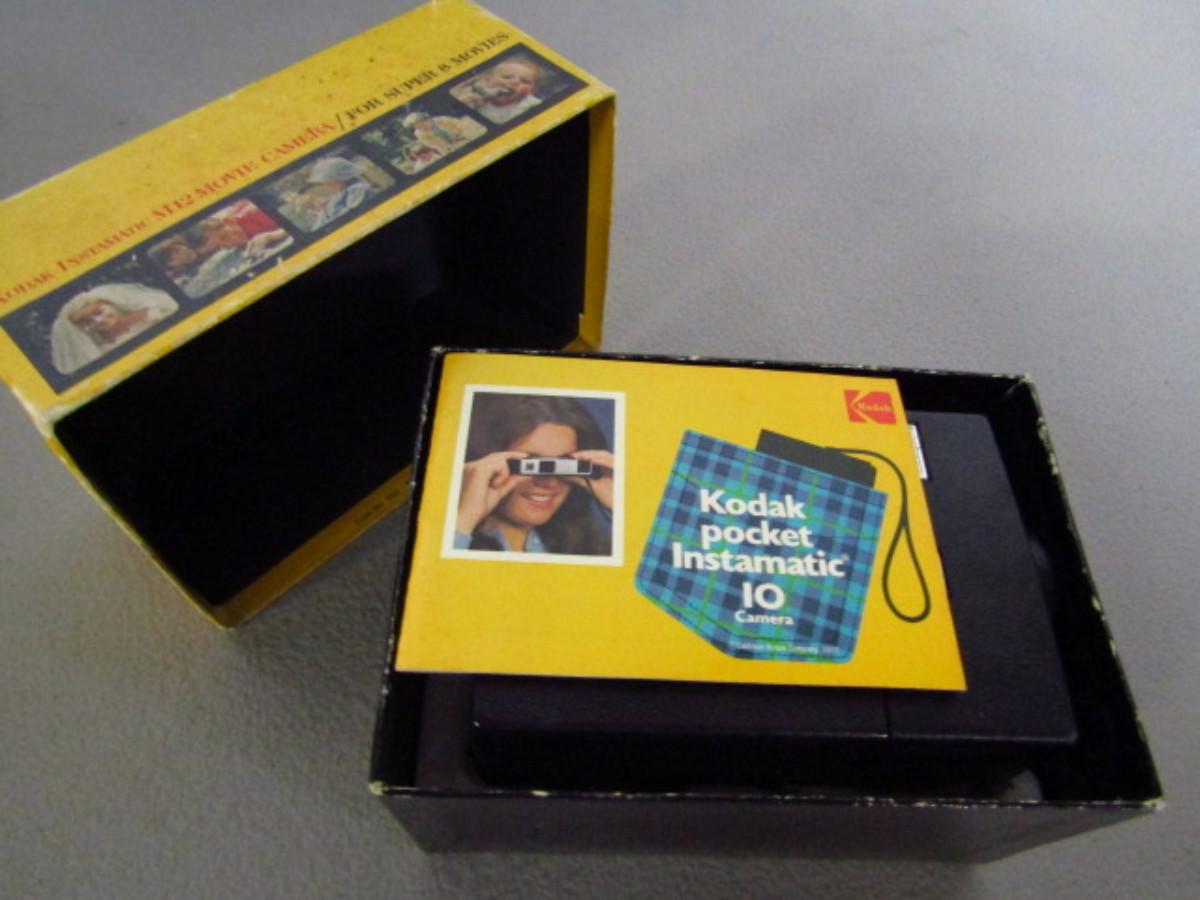 KODAK INSTAMATIC M12 MOVIE CAMERA / FOR SUPER 8 MOVIES
Kodak
Kodak
pocket
Instamatic®
10
Camera